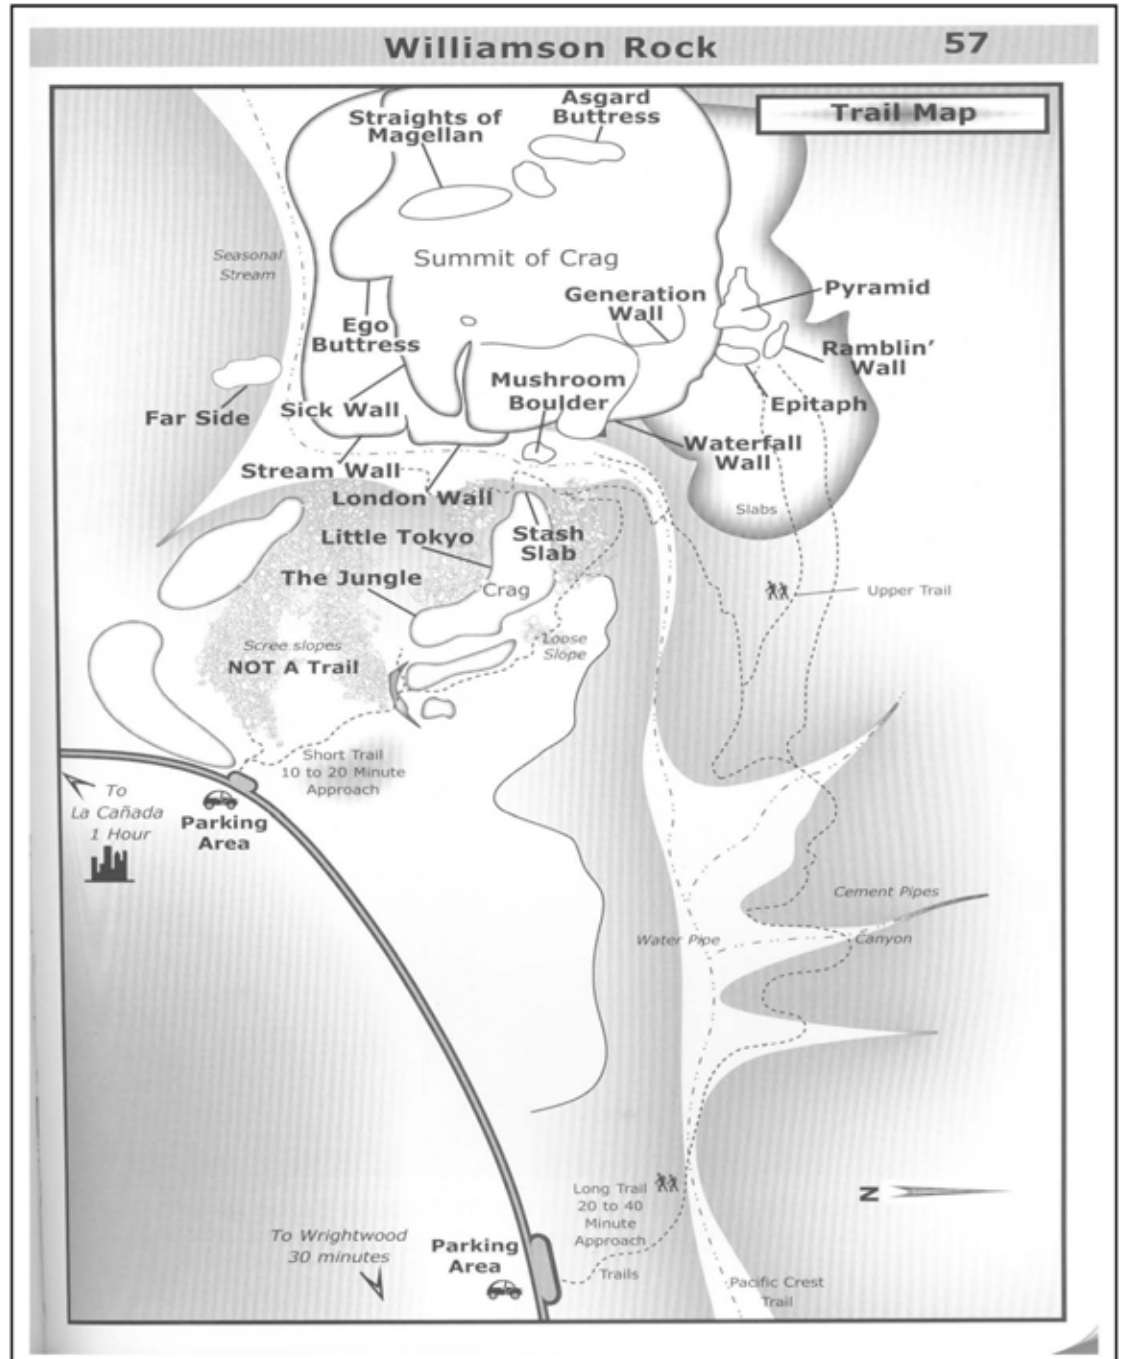 Williamson Rock
57
Trail Map
Asgard
Buttress
Straights of
Magellan
Seasonal
Stream
Summit of Crag
Generation
Wall
Pyramid
Ego
Buttress
Ramblin'
Wall
Mushroom
Boulder
Far Side
Sick Wall
Epitaph
Waterfall
Wall
Stream Wall
London Wall
Slabs
Little Tokyo
Stash
Slab
The Jungle
Crag
Upper Trail
Scree slopes
NOT A Trail
Loose
Slope
Short Trail
10 to 20 Minute
Approach
To
La Cañada
1 Hour
Parking
Area
Cement Pipes
Water Pipe
Canyon
Long Trail
20 to 40
Minute
Approach
N
To Wrightwood
30 minutes
Parking
Area
Trails
Pacific Crest
Trail